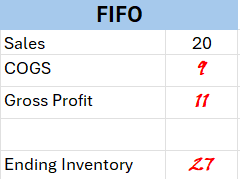 FIFO
Sales 20
COGS 9
Gross Profit 11
Ending Inventory 27